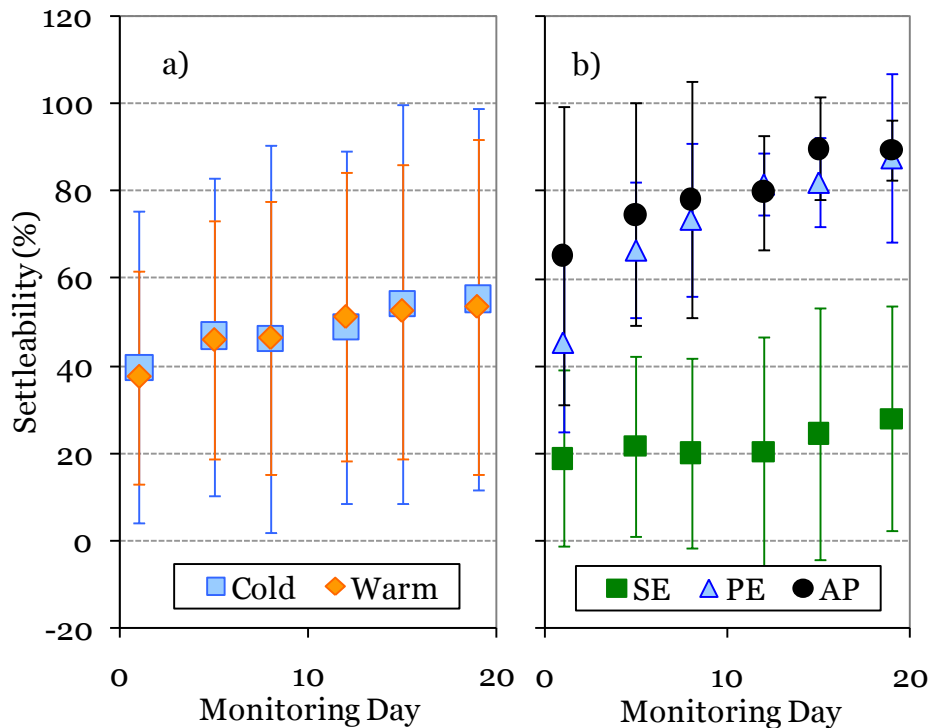 120
100
80
60
40
20
0
-20
Settleability (%)
a)
Cold Warm
0 10 20
Monitoring Day
b)
SE PE AP
0 10 20
Monitoring Day